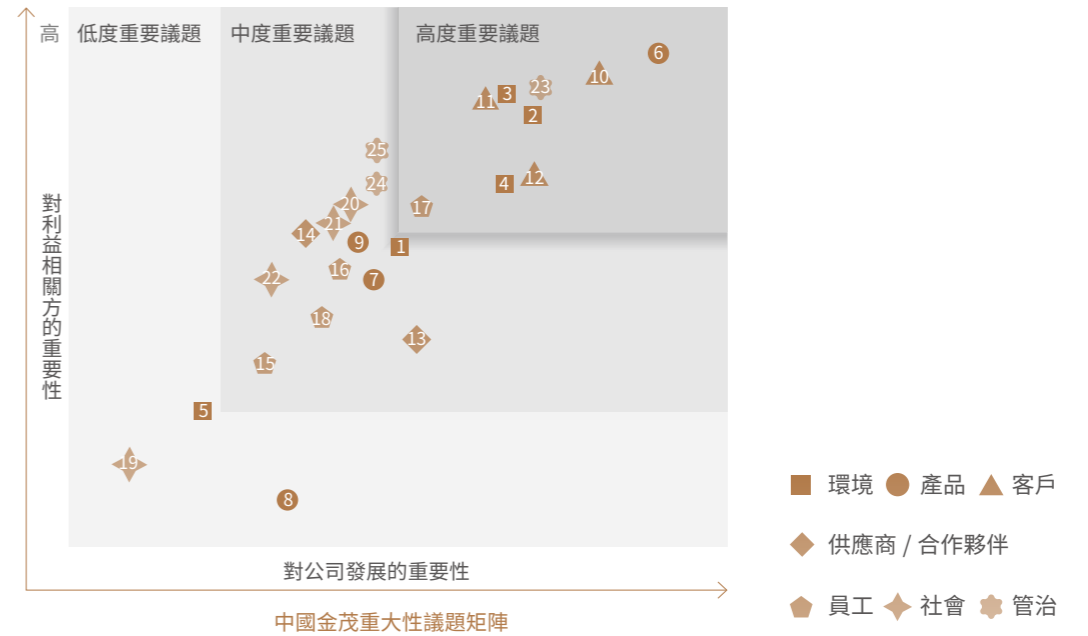 高
低度重要議題
中度重要議題
高度重要議題
6
10
23
3
11
2
25
24
4
12
20
17
21
14
9
1
16
22
7
18
13
15
5
19
8
對利益相關方的重要性
對公司發展的重要性
中國金茂重大性議題矩陣
環境
產品
客戶
供應商 / 合作夥伴
員工
社會
管治